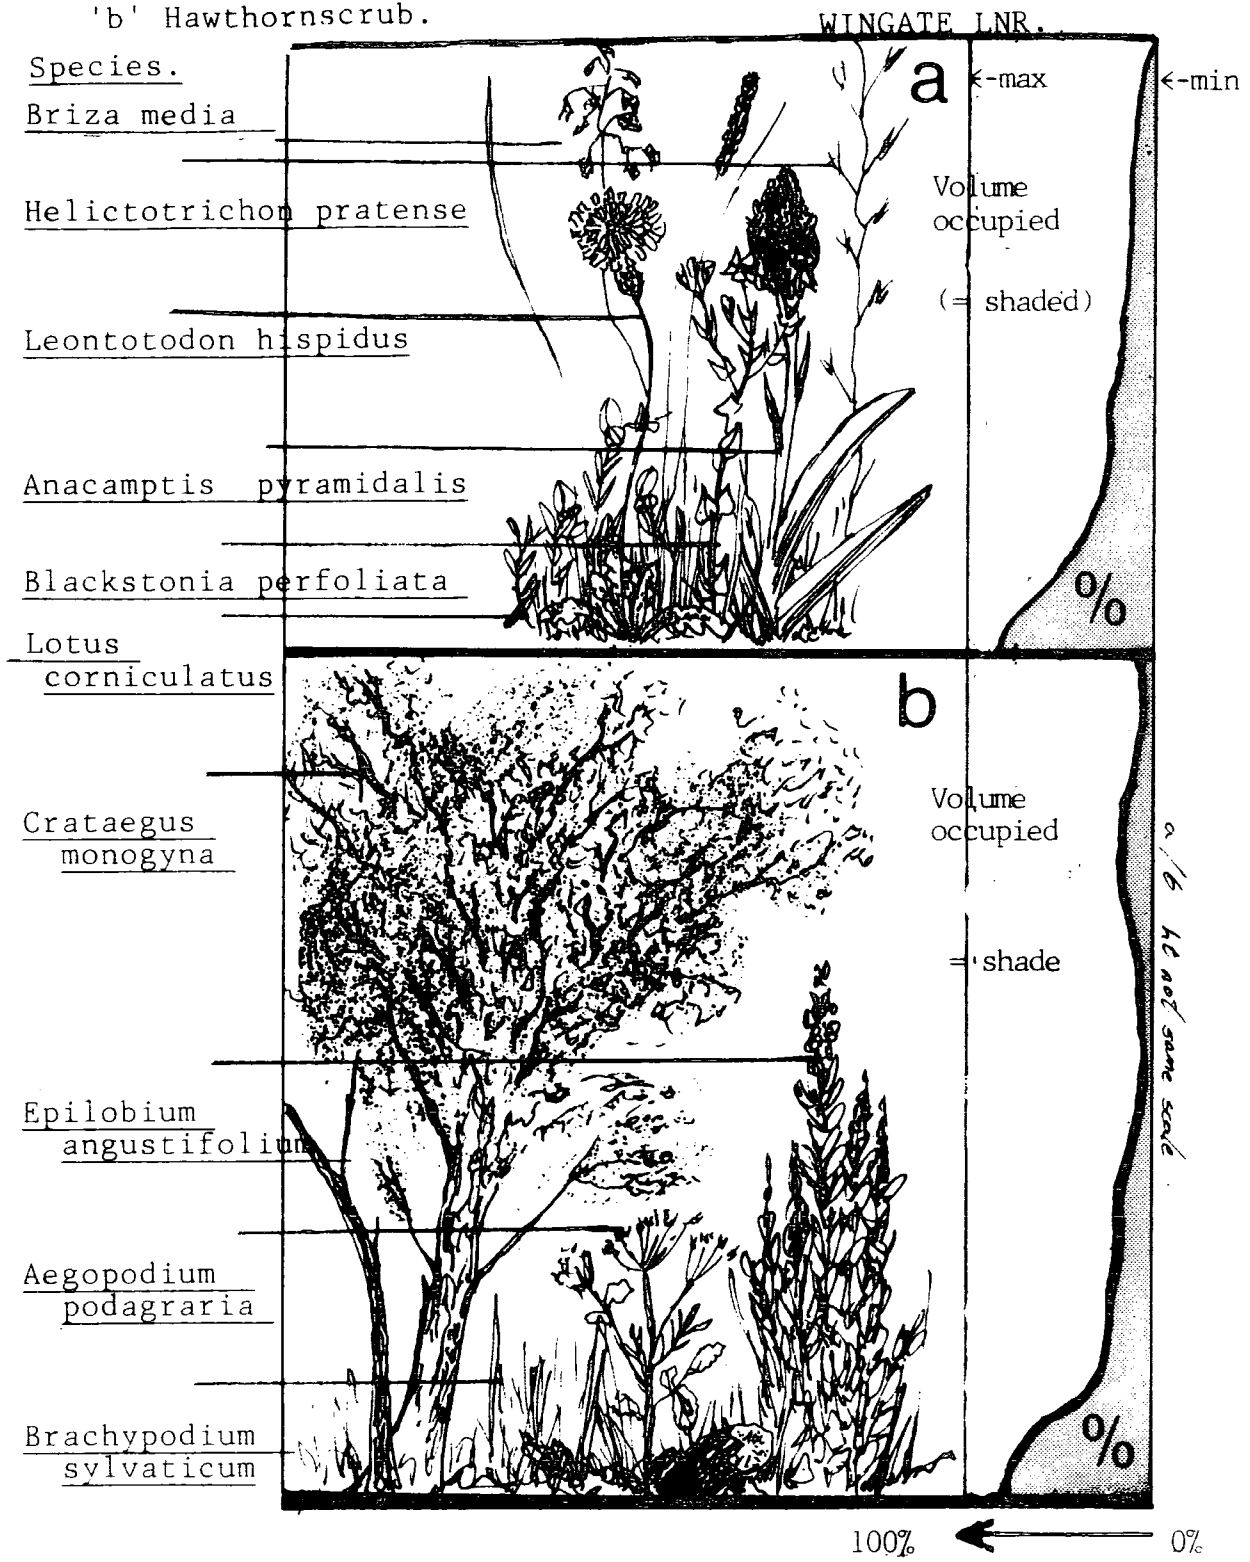 'b' Hawthornscrub.
WINGATE LNR.
Species.
Briza media
Helictotrichon pratense
Leontotodon hispidus
Anacamptis pyramidalis
Blackstonia perfoliata
Lotus
corniculatus
a
←-max
←-min
Volume
occupied
(= shaded)
%
Crataegus
monogyna
Epilobium
angustifolium
Aegopodium
podagraria
Brachypodium
sylvaticum
b
Volume
occupied
= shade
%
a/b not same scale
100% ← 0%